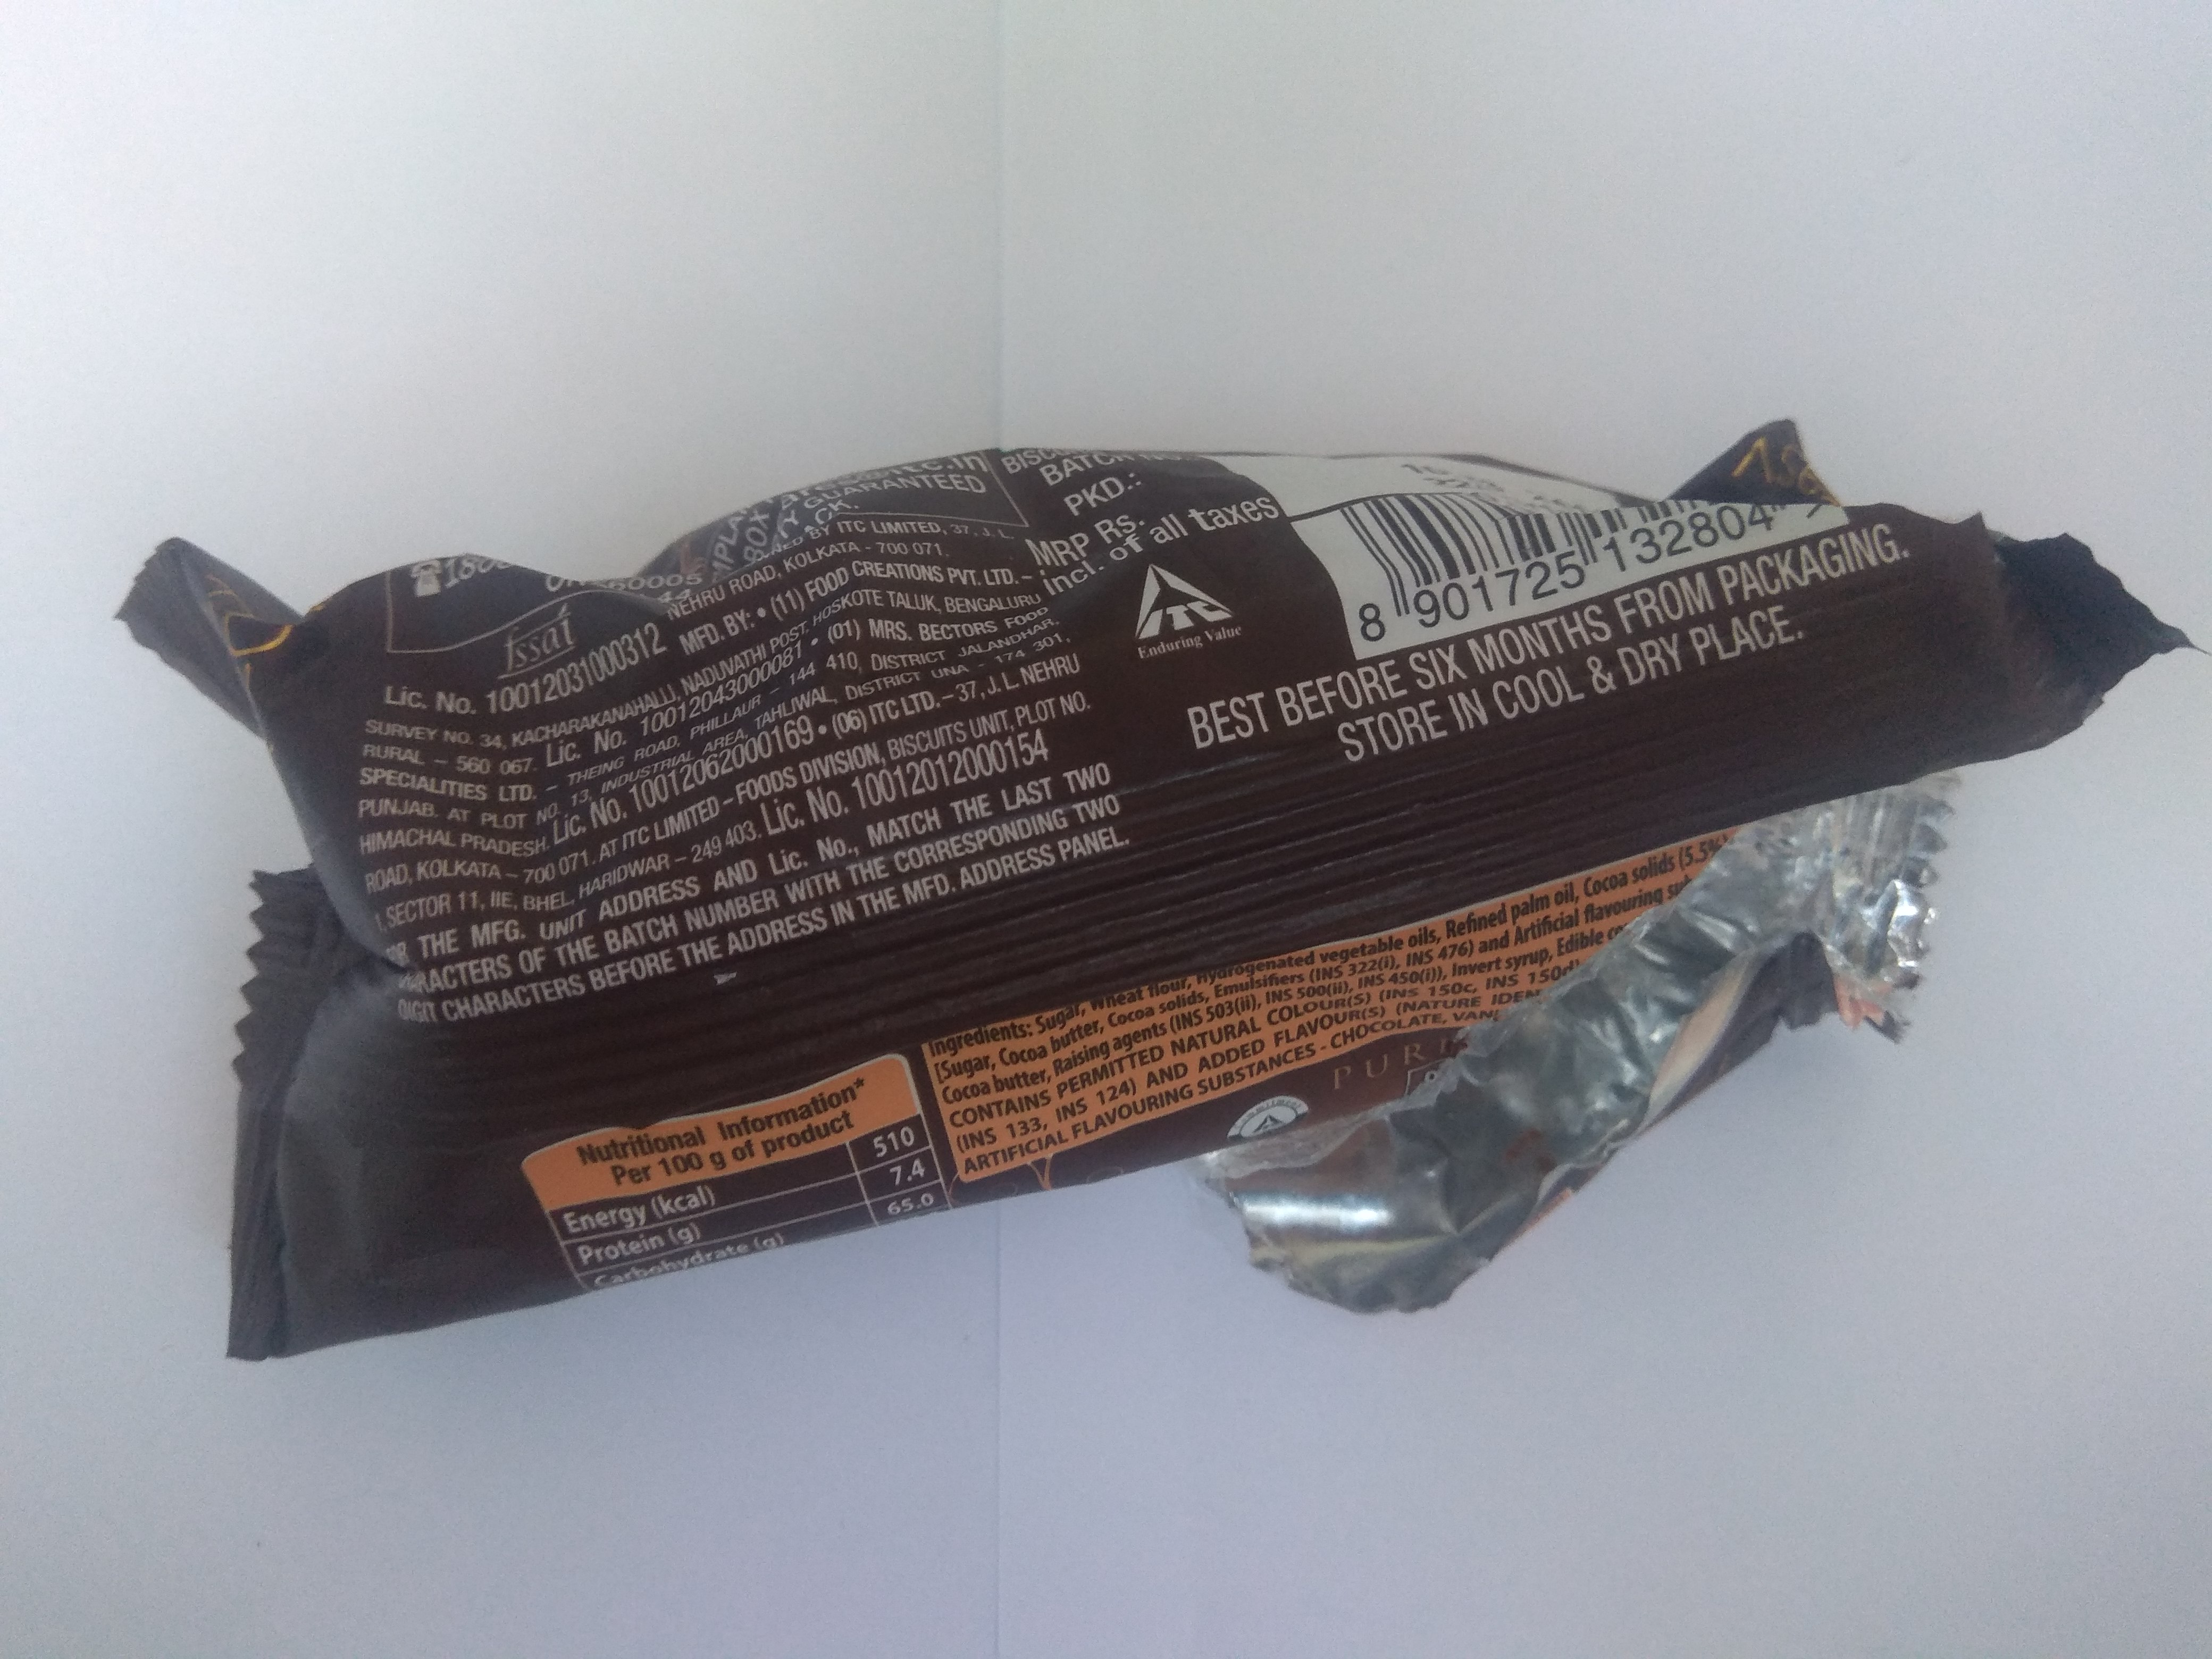 GUARANTEED
BY ITC LIMITED, 37, J. L.
NEHRU ROAD, KOLKATA - 700 071.
fssai
Lic. No. 10012031000312
MFD. BY: • (11) FOOD CREATIONS PVT. LTD. -
SURVEY NO. 34, KACHARAKANAHALLI, NADUVATHI POST, HOSKOTE TALUK, BENGALURU
RURAL - 560 067. Lic. No. 10012043000081 • (01) MRS. BECTORS FOOD
SPECIALITIES LTD. - THEING ROAD, PHILLAUR - 144 410, DISTRICT JALANDHAR,
PUNJAB. AT PLOT NO. 13, INDUSTRIAL AREA, TAHLIWAL, DISTRICT UNA - 174 301,
HIMACHAL PRADESH. Lic. No. 10012062000169 • (06) ITC LTD. - 37, J. L. NEHRU
ROAD, KOLKATA - 700 071. AT ITC LIMITED - FOODS DIVISION, BISCUITS UNIT, PLOT NO.
1, SECTOR 11, IIE, BHEL, HARIDWAR - 249 403. Lic. No. 10012012000154
THE MFG. UNIT ADDRESS AND Lic. No., MATCH THE LAST TWO
CHARACTERS OF THE BATCH NUMBER WITH THE CORRESPONDING TWO
DIGIT CHARACTERS BEFORE THE ADDRESS IN THE MFD. ADDRESS PANEL.
BATCH
PKD.:
MRP Rs.
incl. of all taxes
ITC
Enduring Value
8 901725 132804 >
BEST BEFORE SIX MONTHS FROM PACKAGING.
STORE IN COOL & DRY PLACE.
Ingredients: Sugar, Wheat flour, Hydrogenated vegetable oils, Refined palm oil, Cocoa solids (5.5%)
[Sugar, Cocoa butter, Cocoa solids, Emulsifiers (INS 322(i), INS 476) and Artificial flavouring
Cocoa butter, Raising agents (INS 503(ii), INS 500(ii), INS 450(i)), Invert syrup, Edible
CONTAINS PERMITTED NATURAL COLOUR(S) (INS 150c, INS 150d)
(INS 133, INS 124) AND ADDED FLAVOUR(S) (NATURE
ARTIFICIAL FLAVOURING SUBSTANCES - CHOCOLATE,
Nutritional Information*
Per 100 g of product
Energy (kcal) 510
Protein (g) 7.4
Carbohydrate (g) 65.0